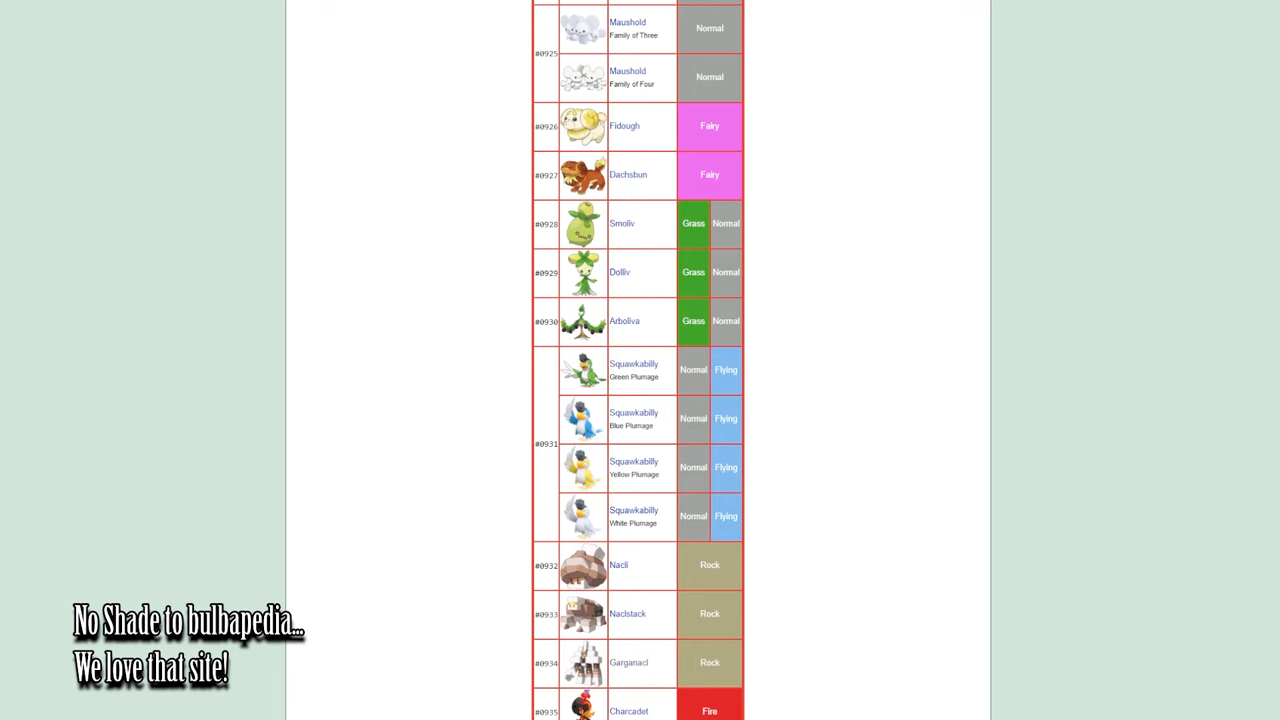 Maushold
Family of Three
Normal
#0925
Maushold
Family of Four
Normal
#0926
Fidough
Fairy
#0927
Dachsbun
Fairy
#0928
Smoliv
Grass
Normal
#0929
Dolliv
Grass
Normal
#0930
Arboliva
Grass
Normal
Squawkabilly
Green Plumage
Normal
Flying
Squawkabilly
Blue Plumage
Normal
Flying
#0931
Squawkabilly
Yellow Plumage
Normal
Flying
Squawkabilly
White Plumage
Normal
Flying
#0932
Nacli
Rock
#0933
Naclstack
Rock
#0934
Garganacl
Rock
#0935
Charcadet
Fire
No Shade to bulbapedia...
We love that site!